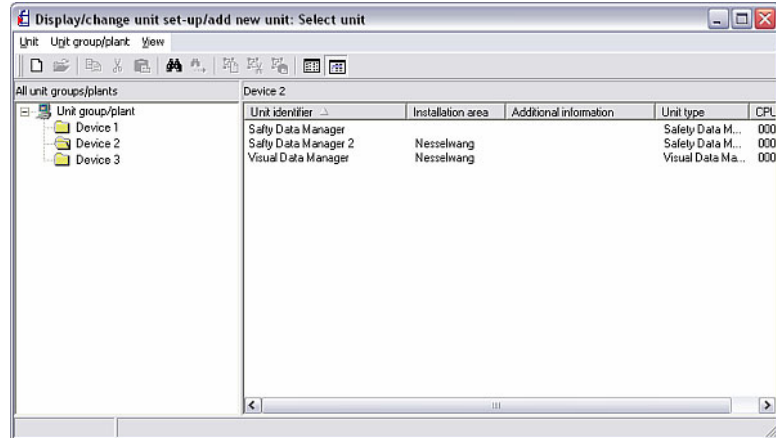 Display/change unit set-up/add new unit: Select unit
Unit Unit group/plant View
All unit groups/plants
Device 2
Unit group/plant
Device 1
Device 2
Device 3
Unit identifier Installation area Additional information Unit type CPU
Safty Data Manager Safety Data M... 000
Safty Data Manager 2 Nesselwang Safety Data M... 000
Visual Data Manager Nesselwang Visual Data Ma... 000